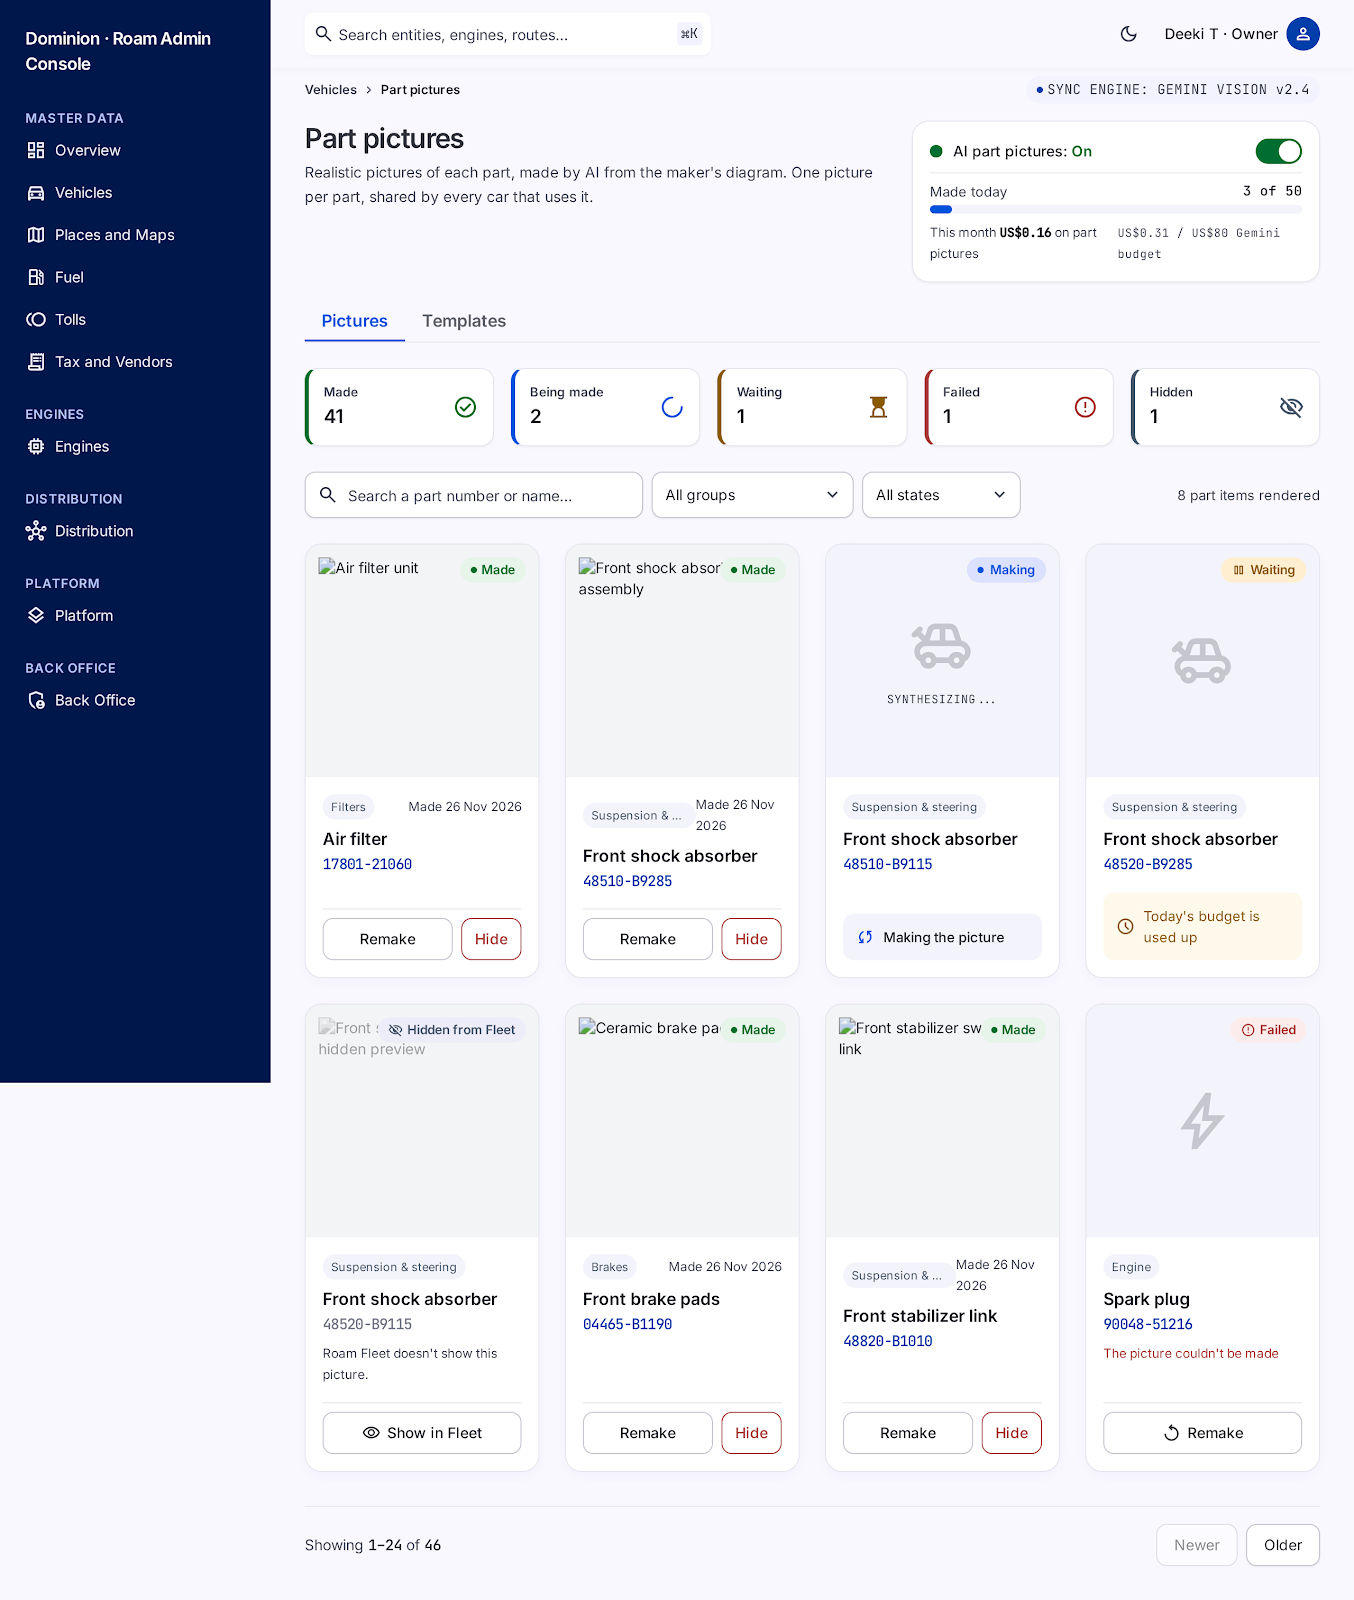 Dominion · Roam Admin
Console
MASTER DATA
Overview
Vehicles
Places and Maps
Fuel
Tolls
Tax and Vendors
ENGINES
Engines
DISTRIBUTION
Distribution
PLATFORM
Platform
BACK OFFICE
Back Office
Search entities, engines, routes...
⌘K
Deeki T · Owner
Vehicles > Part pictures
SYNC ENGINE: GEMINI VISION v2.4
Part pictures
Realistic pictures of each part, made by AI from the maker's diagram. One picture
per part, shared by every car that uses it.
AI part pictures: On
Made today
3 of 50
This month US$0.16 on part
pictures
US$0.31 / US$80 Gemini
budget
Pictures
Templates
Made
41
Being made
2
Waiting
1
Failed
1
Hidden
1
Search a part number or name...
All groups
All states
8 part items rendered
Air filter unit
Made
Filters
Made 26 Nov 2026
Air filter
17801-21060
Remake
Hide
Front shock absor
assembly
Made
Suspension & ...
Made 26 Nov
2026
Front shock absorber
48510-B9285
Remake
Hide
Making
SYNTHESIZING...
Suspension & steering
Front shock absorber
48510-B9115
Making the picture
Waiting
Suspension & steering
Front shock absorber
48520-B9285
Today's budget is
used up
Front
hidden preview
Hidden from Fleet
Suspension & steering
Front shock absorber
48520-B9115
Roam Fleet doesn't show this
picture.
Show in Fleet
Ceramic brake pa
Made
Brakes
Made 26 Nov 2026
Front brake pads
04465-B1190
Remake
Hide
Front stabilizer sw
link
Made
Suspension & ...
Made 26 Nov
2026
Front stabilizer link
48820-B1010
Remake
Hide
Failed
Engine
Spark plug
90048-51216
The picture couldn't be made
Remake
Showing 1–24 of 46
Newer
Older